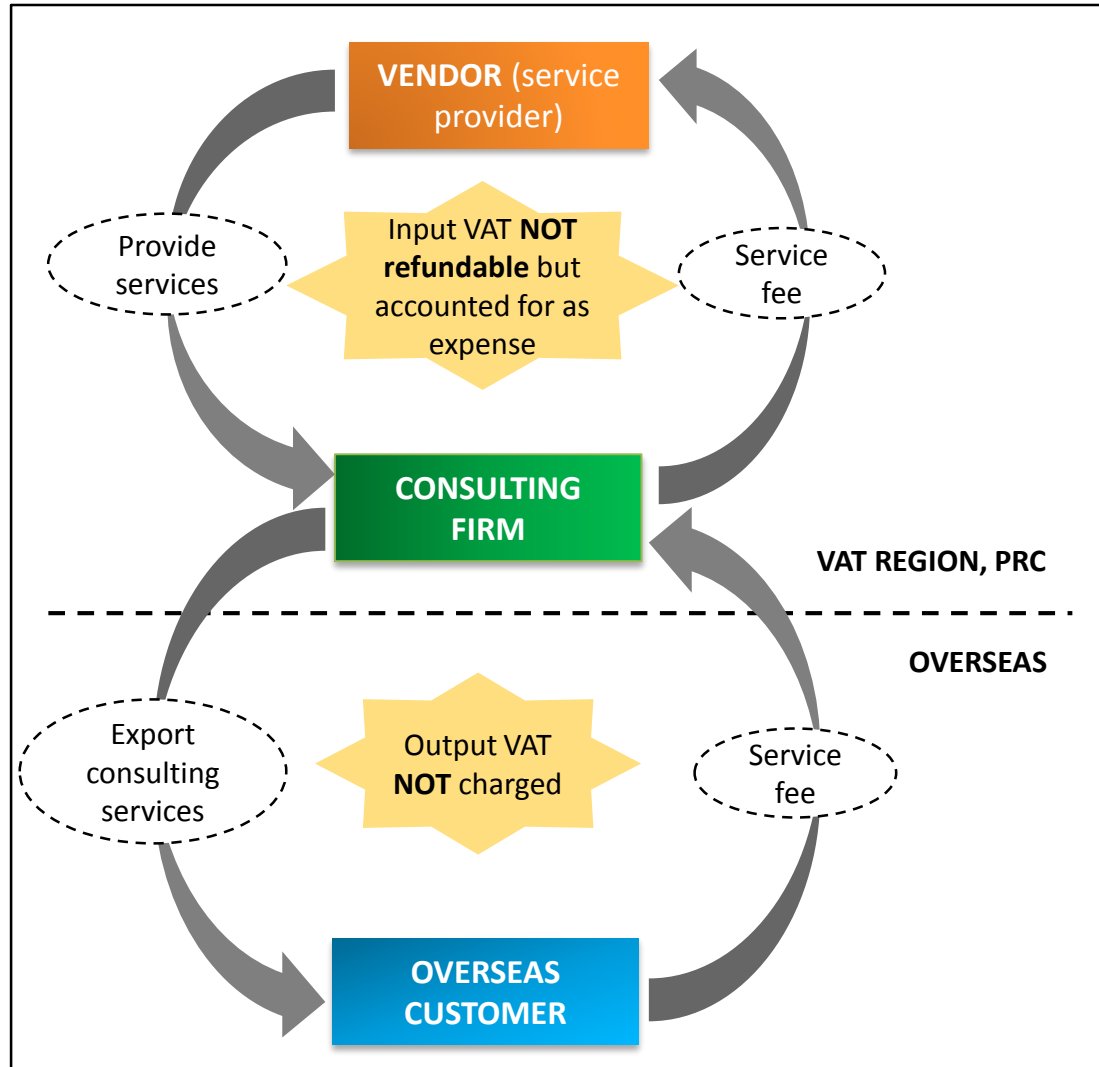 VENDOR (service
provider)
Provide
services
Input VAT NOT
refundable but
accounted for as
expense
Service
fee
CONSULTING
FIRM
VAT REGION, PRC
OVERSEAS
Export
consulting
services
Output VAT
NOT charged
Service
fee
OVERSEAS
CUSTOMER